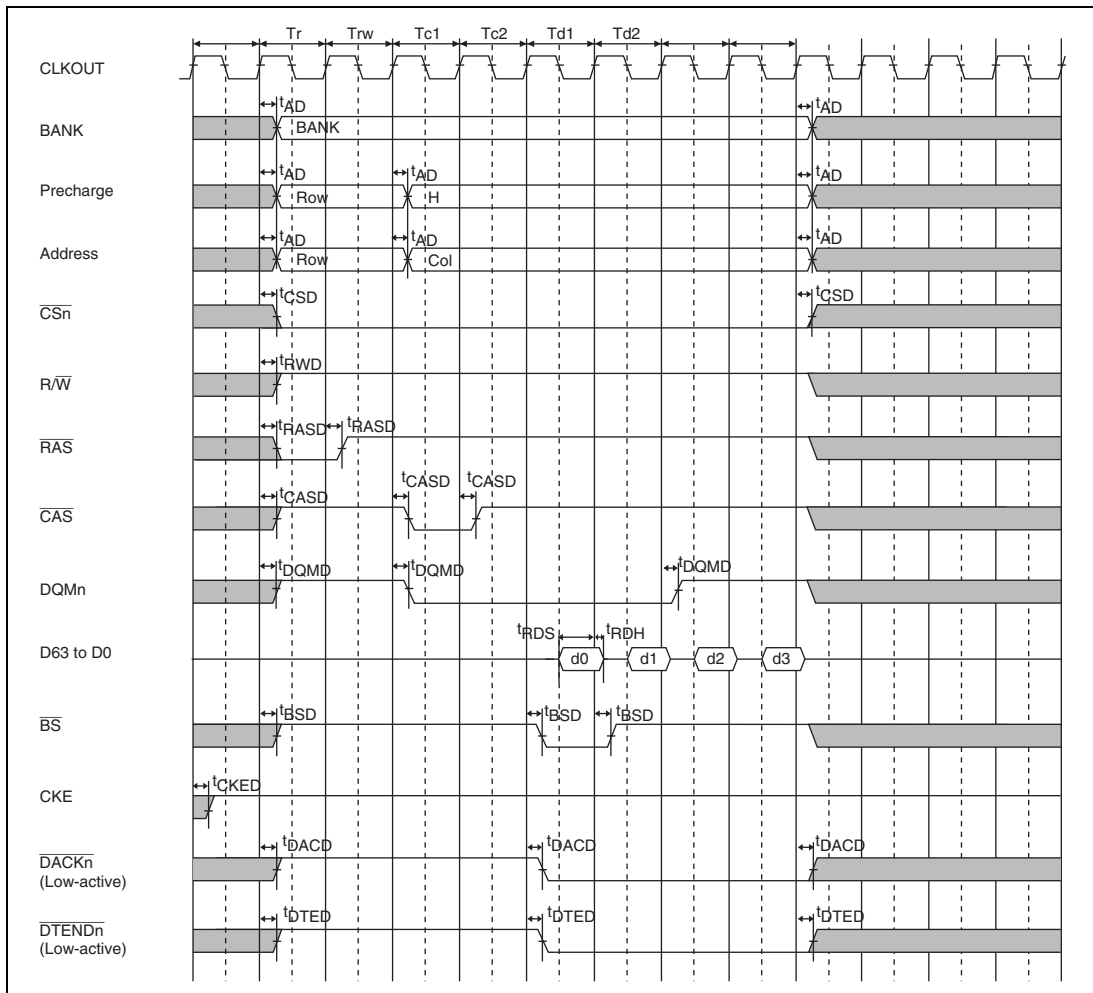 Tr Trw Tc1 Tc2 Td1 Td2
CLKOUT
tAD tAD
BANK BANK
tAD tAD tAD
Precharge Row H
tAD tAD tAD
Address Row Col
CSn tCSD tCSD
R/W tRWD
RAS tRASD tRASD
CAS tCASD tCASD tCASD
DQMn tDQMD tDQMD tDQMD
tRDS tRDH
D63 to D0 d0 d1 d2 d3
BS tBSD tBSD tBSD
CKE tCKED
DACKn tDACD tDACD tDACD
(Low-active)
DTENDn tDTED tDTED tDTED
(Low-active)